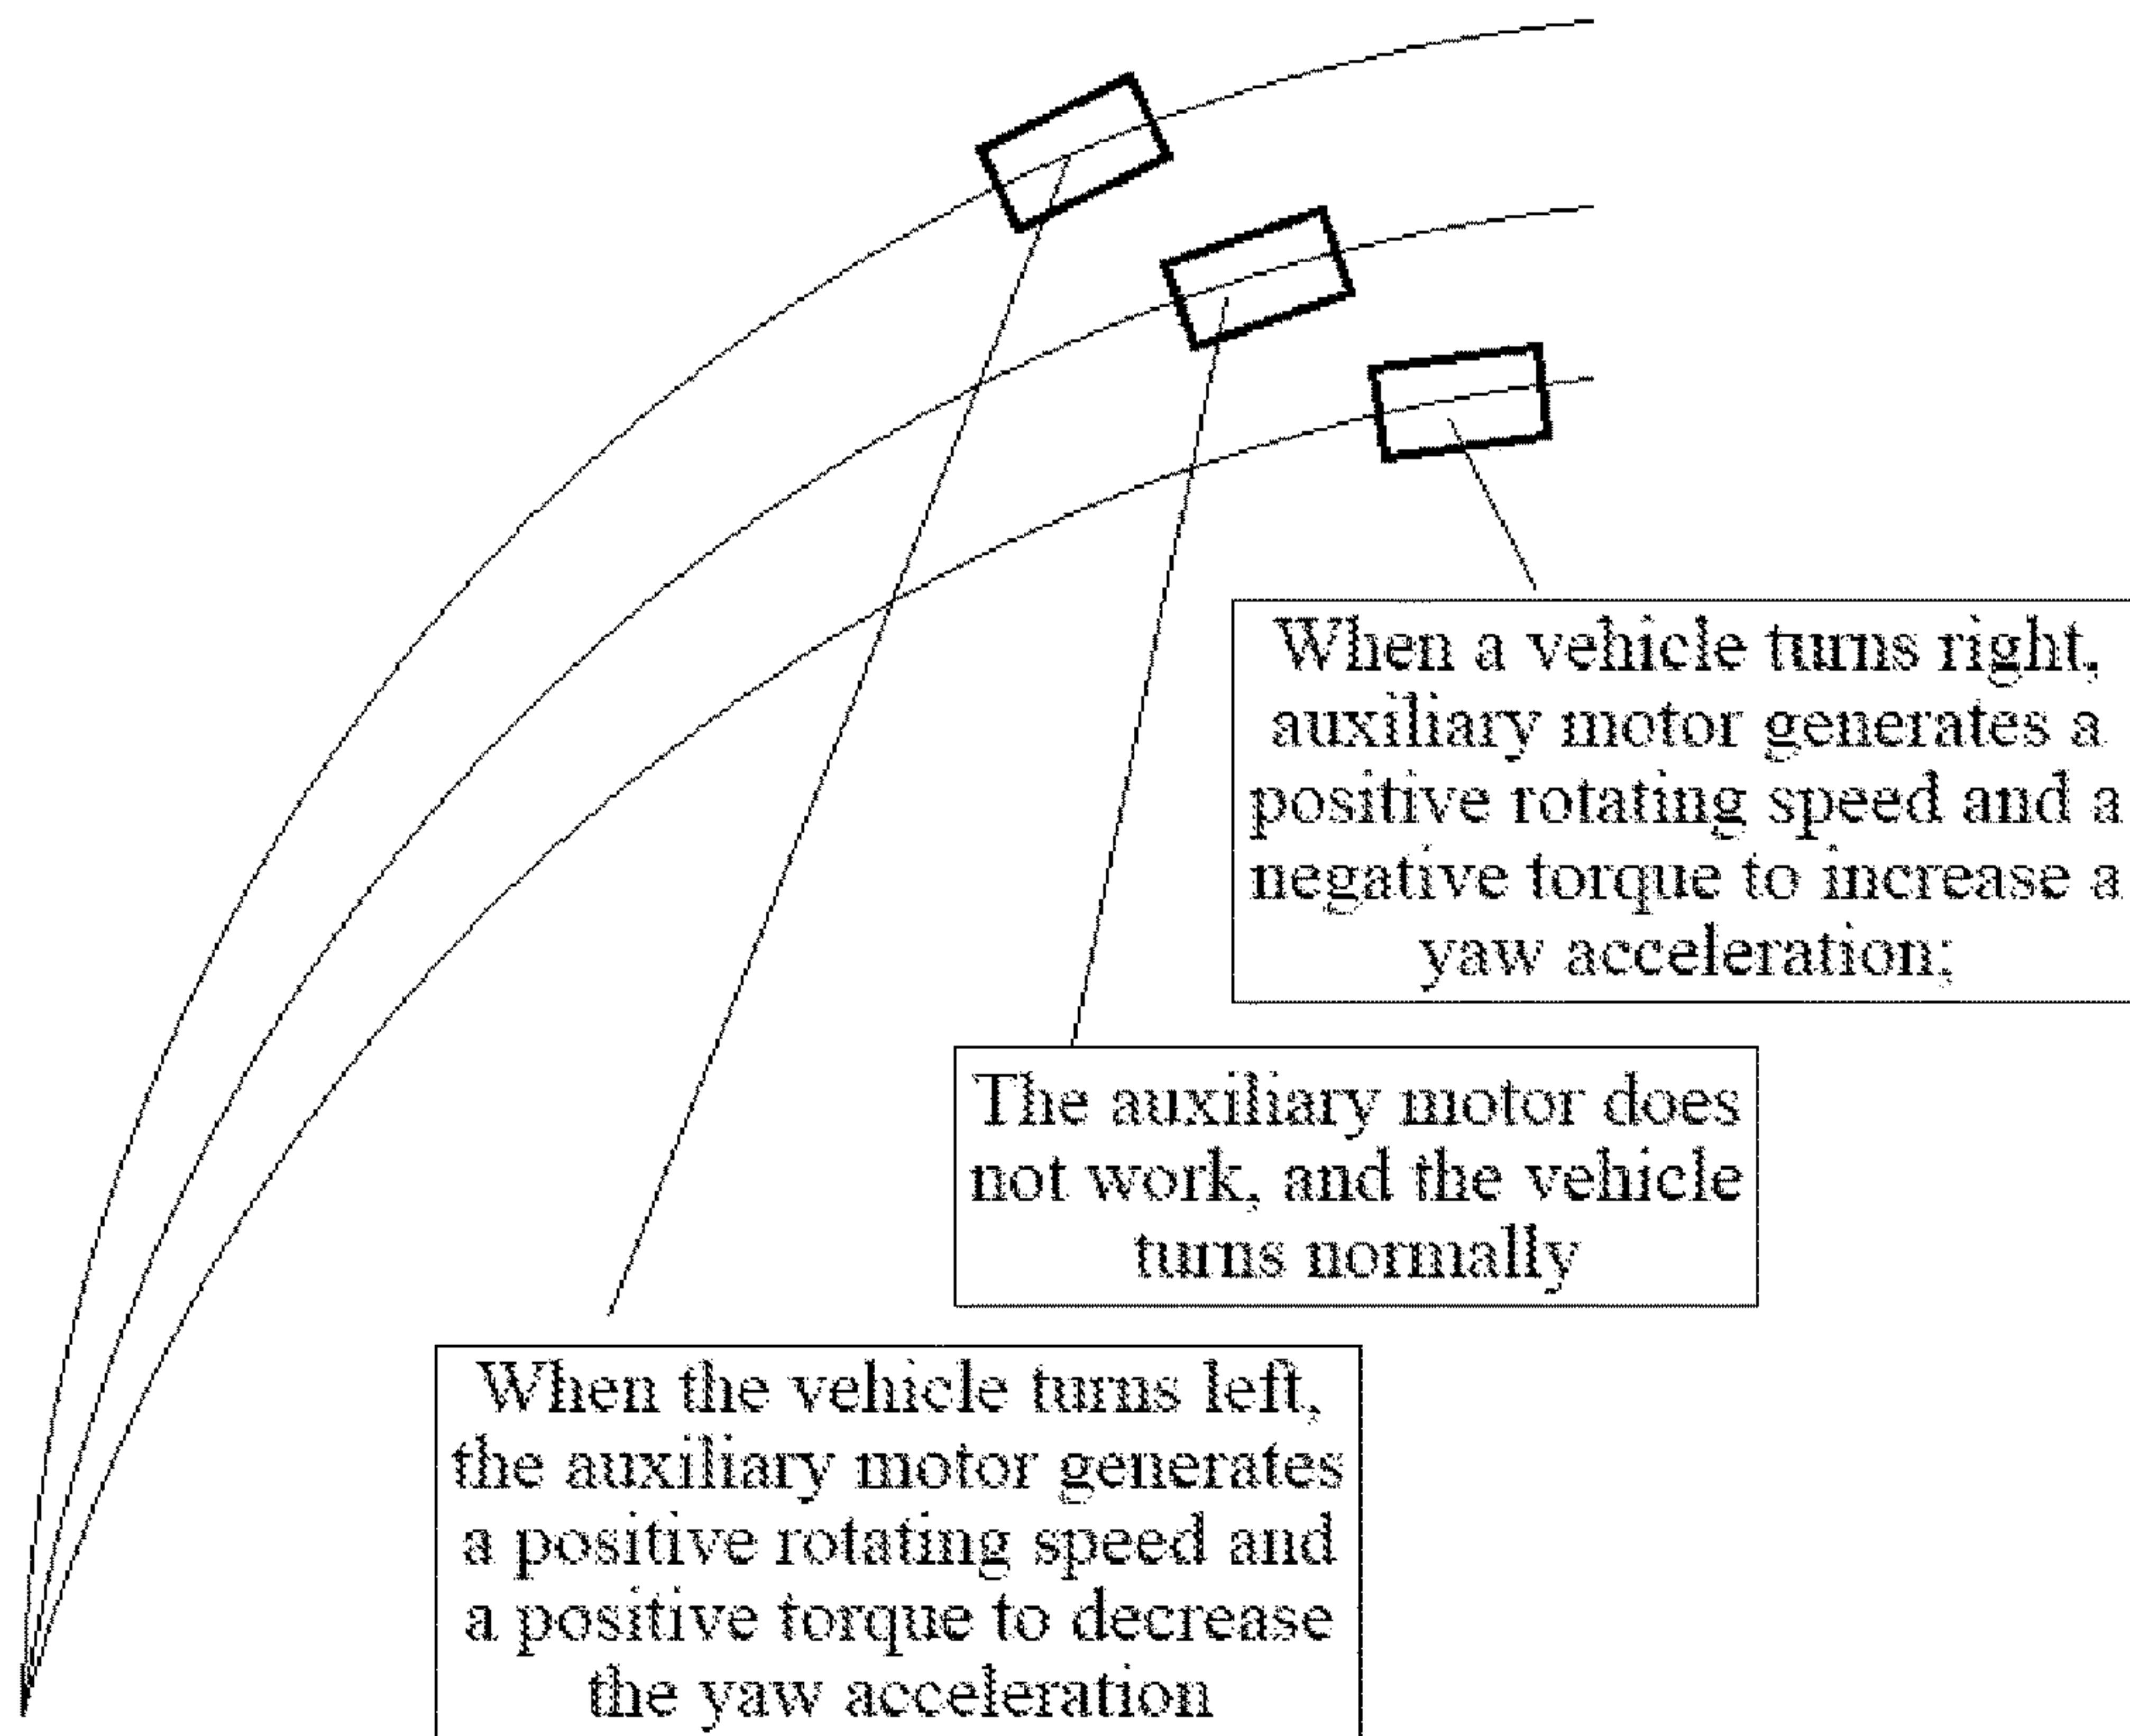 When a vehicle turns right,
auxiliary motor generates a
positive rotating speed and a
negative torque to increase a
yaw acceleration;
The auxiliary motor does
not work, and the vehicle
turns normally
When the vehicle turns left,
the auxiliary motor generates
a positive rotating speed and
a positive torque to decrease
the yaw acceleration